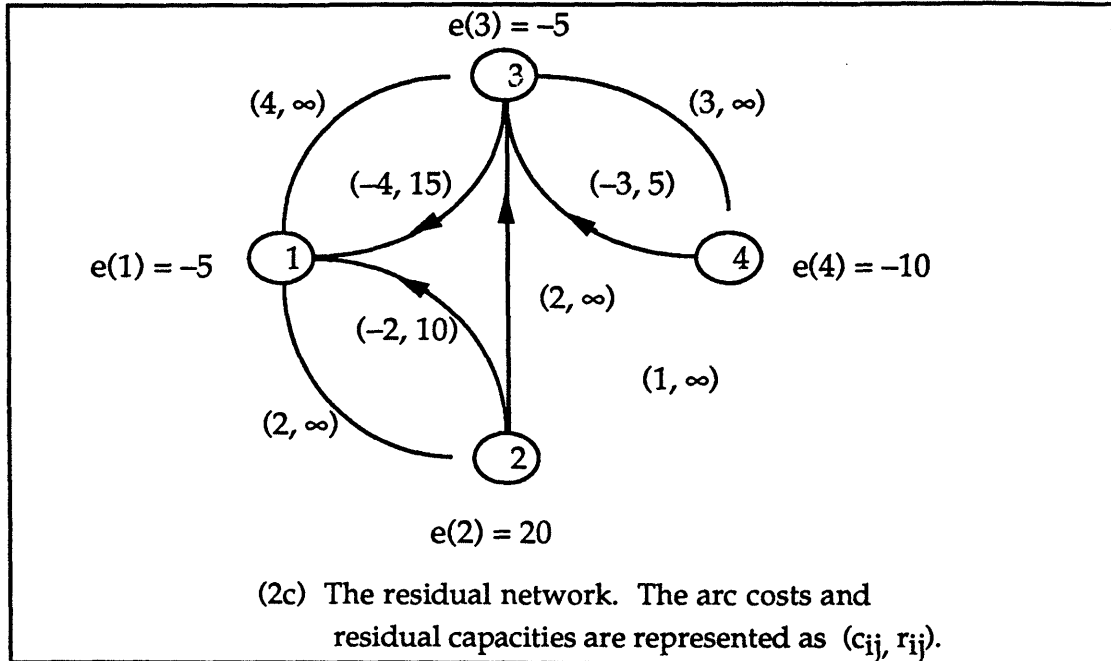 e(3) = –5
3
(4, ∞)
(3, ∞)
(–4, 15)
(–3, 5)
1
4
e(1) = –5
e(4) = –10
(2, ∞)
(–2, 10)
(1, ∞)
(2, ∞)
2
e(2) = 20
(2c) The residual network. The arc costs and
residual capacities are represented as (cij, rij).